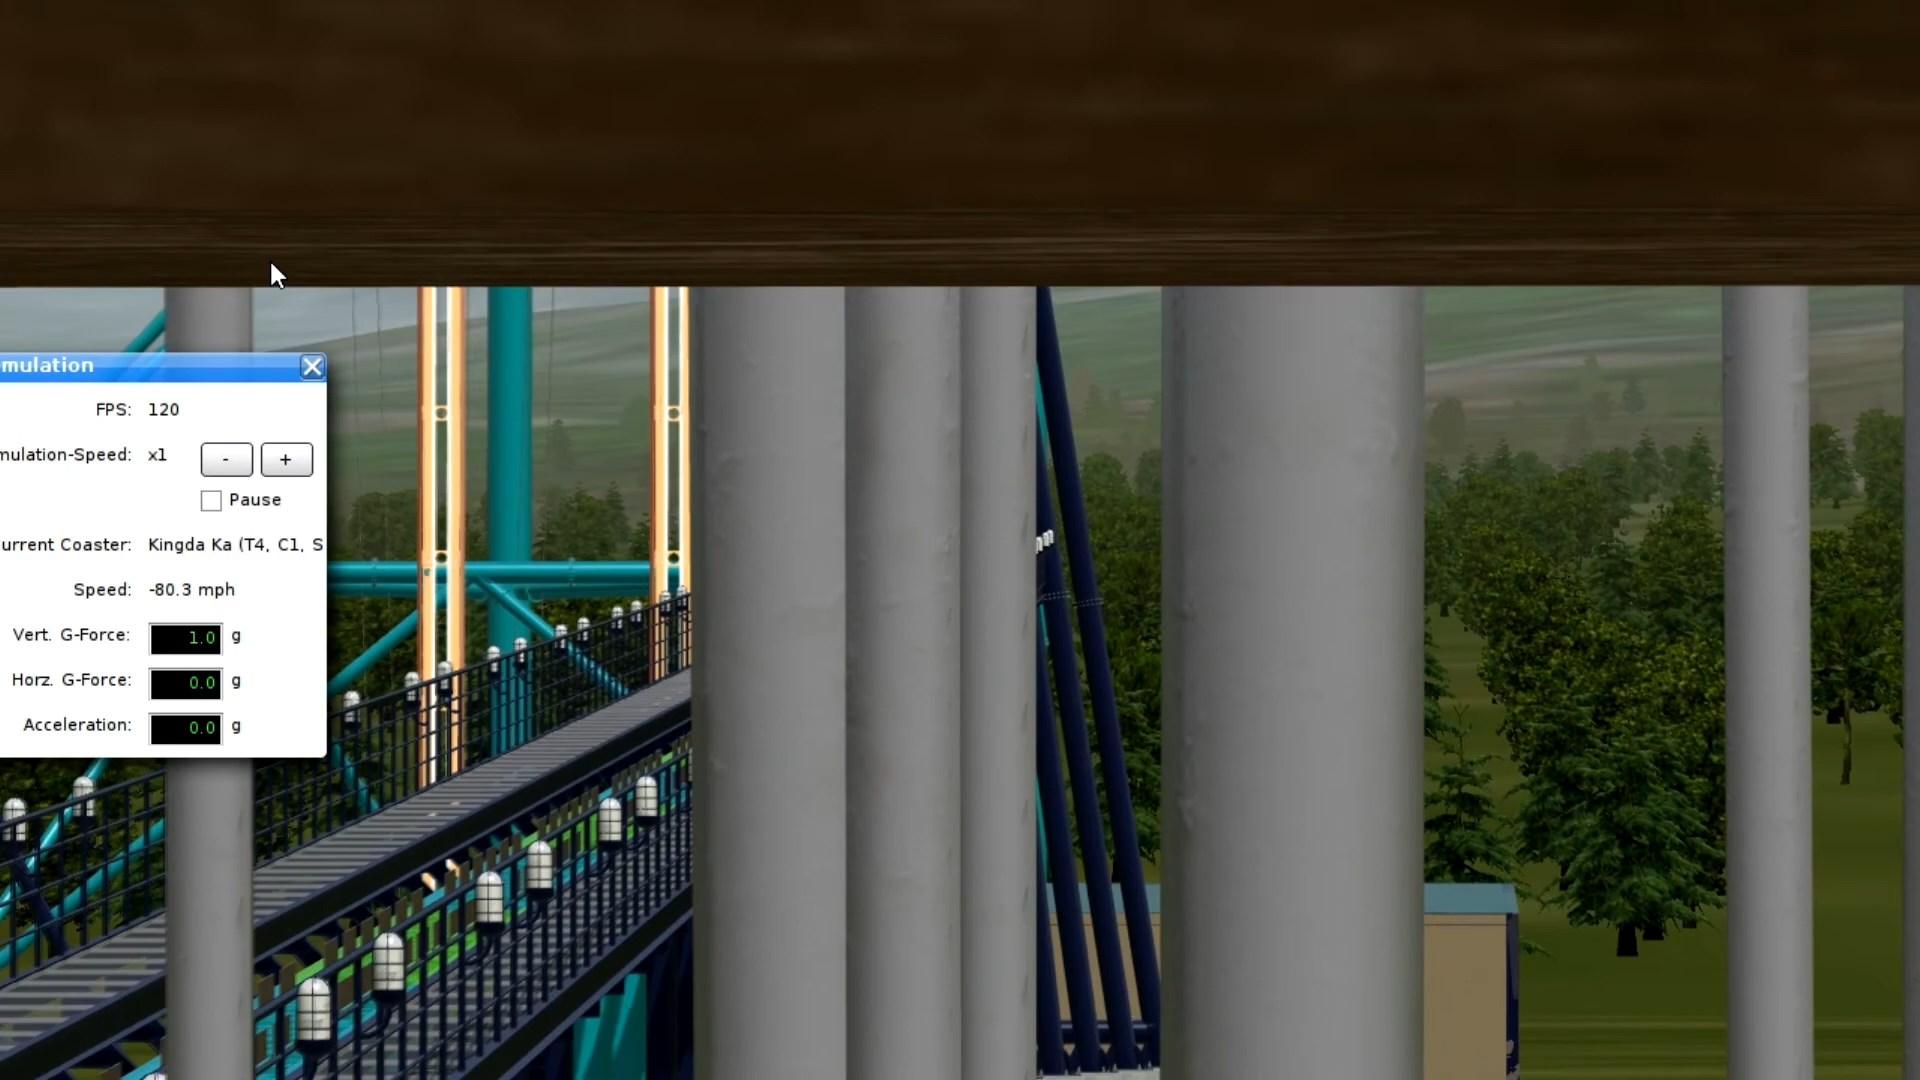 mulation
FPS: 120
mulation-Speed: x1 - +
Pause
urrent Coaster: Kingda Ka (T4, C1, S
Speed: -80.3 mph
Vert. G-Force: 1.0 g
Horz. G-Force: 0.0 g
Acceleration: 0.0 g